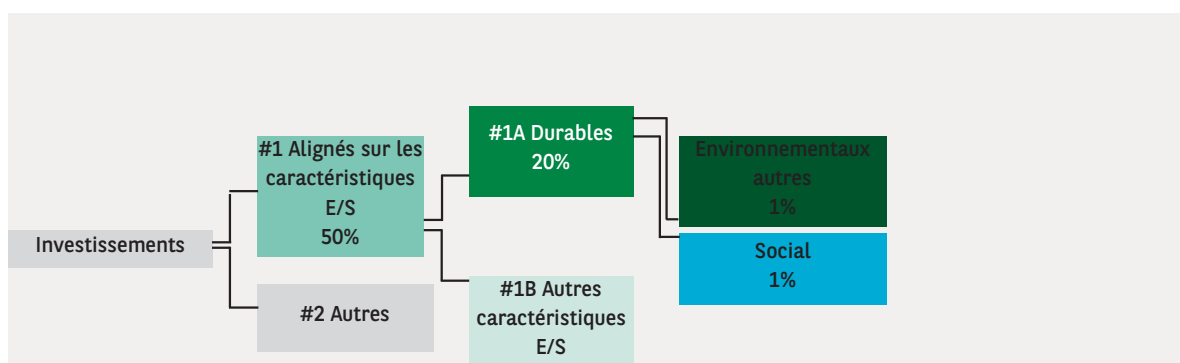 Investissements
#1 Alignés sur les
caractéristiques
E/S
50%
#2 Autres
#1A Durables
20%
#1B Autres
caractéristiques
E/S
Environnementaux
autres
1%
Social
1%